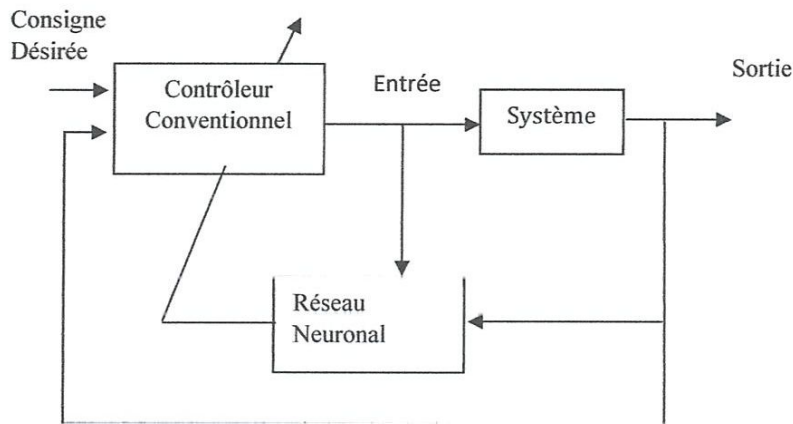 Consigne
Désirée
Contrôleur
Conventionnel
Entrée
Système
Sortie
Réseau
Neuronal